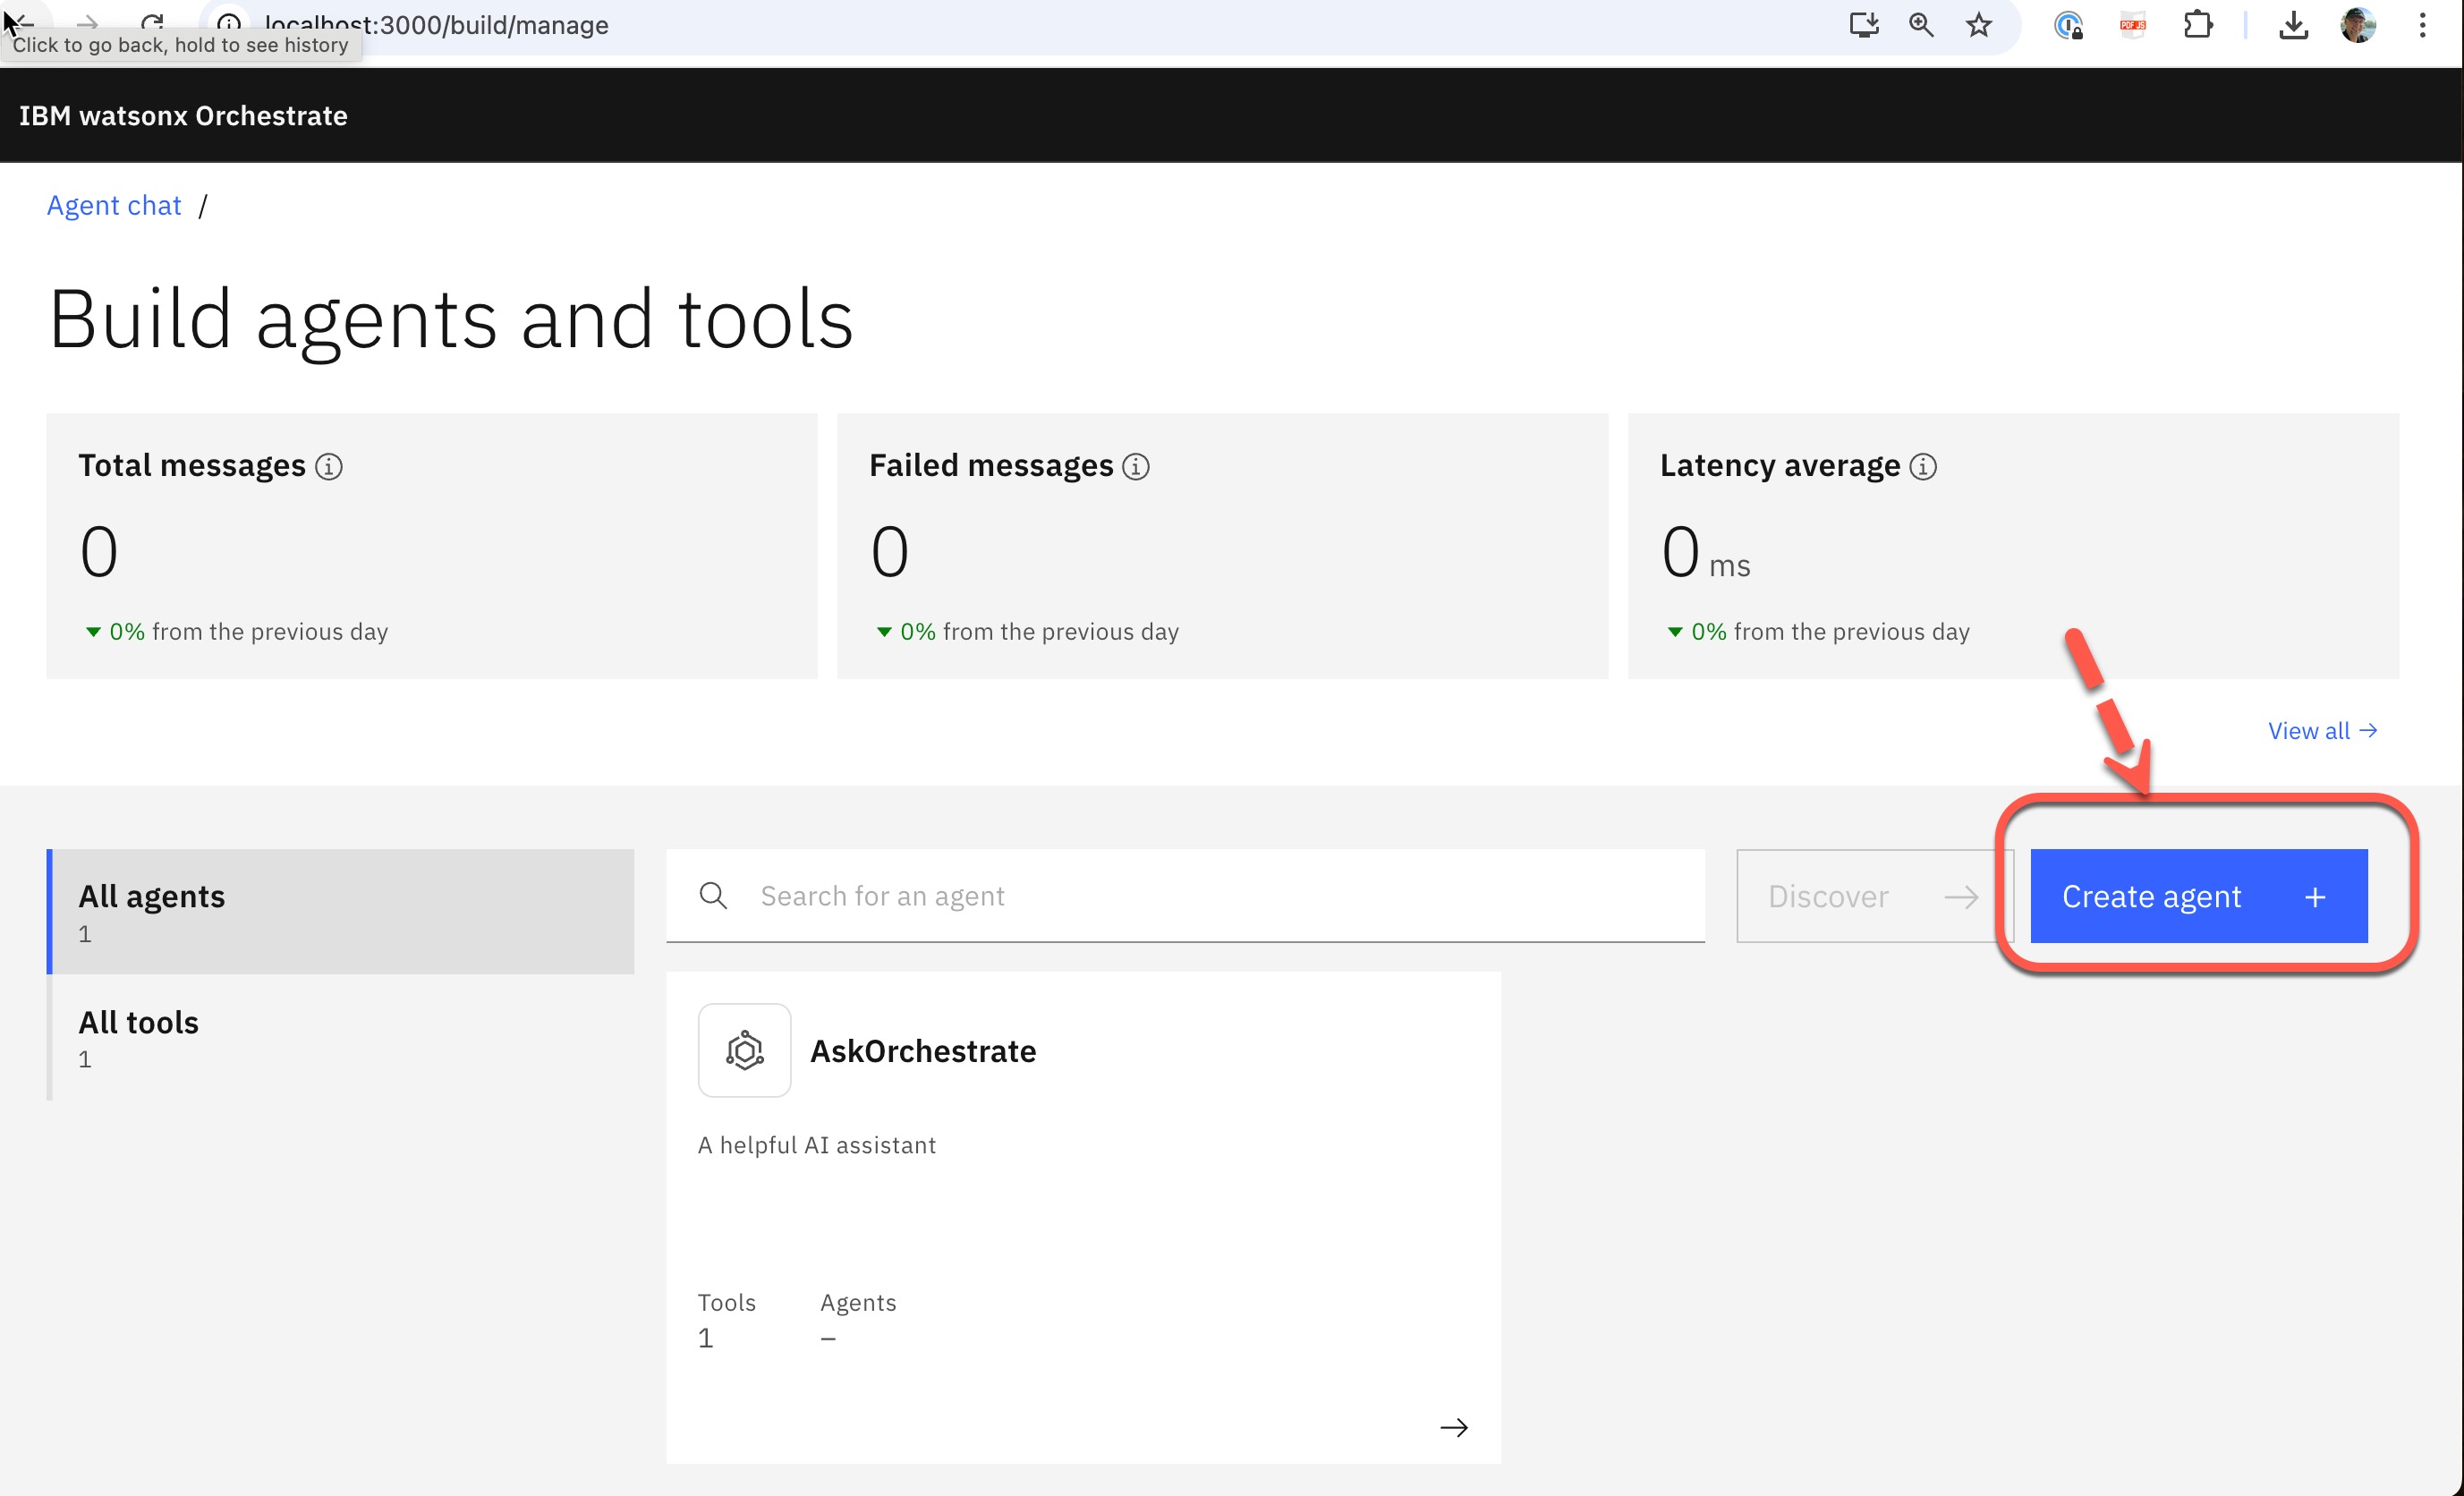 localhost:3000/build/manage
Click to go back, hold to see history
IBM watsonx Orchestrate
Agent chat /
Build agents and tools
Total messages
0
0% from the previous day
Failed messages
0
0% from the previous day
Latency average
0 ms
0% from the previous day
View all →
All agents
1
All tools
1
Search for an agent
Discover →
Create agent +
AskOrchestrate
A helpful AI assistant
Tools Agents
1 –
PDF JS